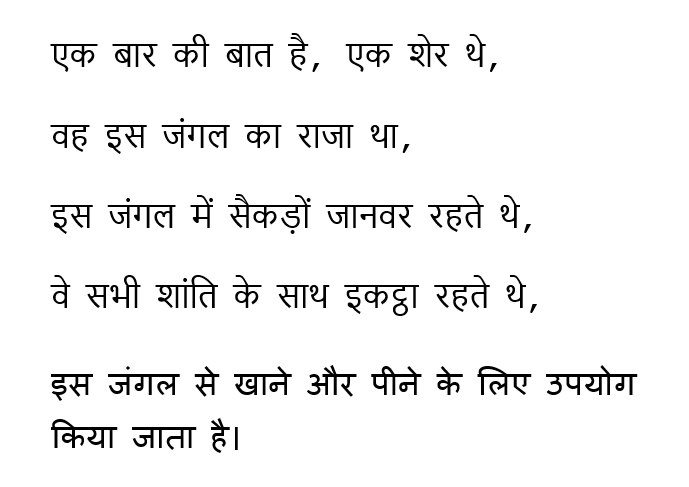 एक बार की बात है, एक शेर थे,
वह इस जंगल का राजा था,
इस जंगल में सैकड़ों जानवर रहते थे,
वे सभी शांति के साथ इकट्ठा रहते थे,
इस जंगल से खाने और पीने के लिए उपयोग
किया जाता है।